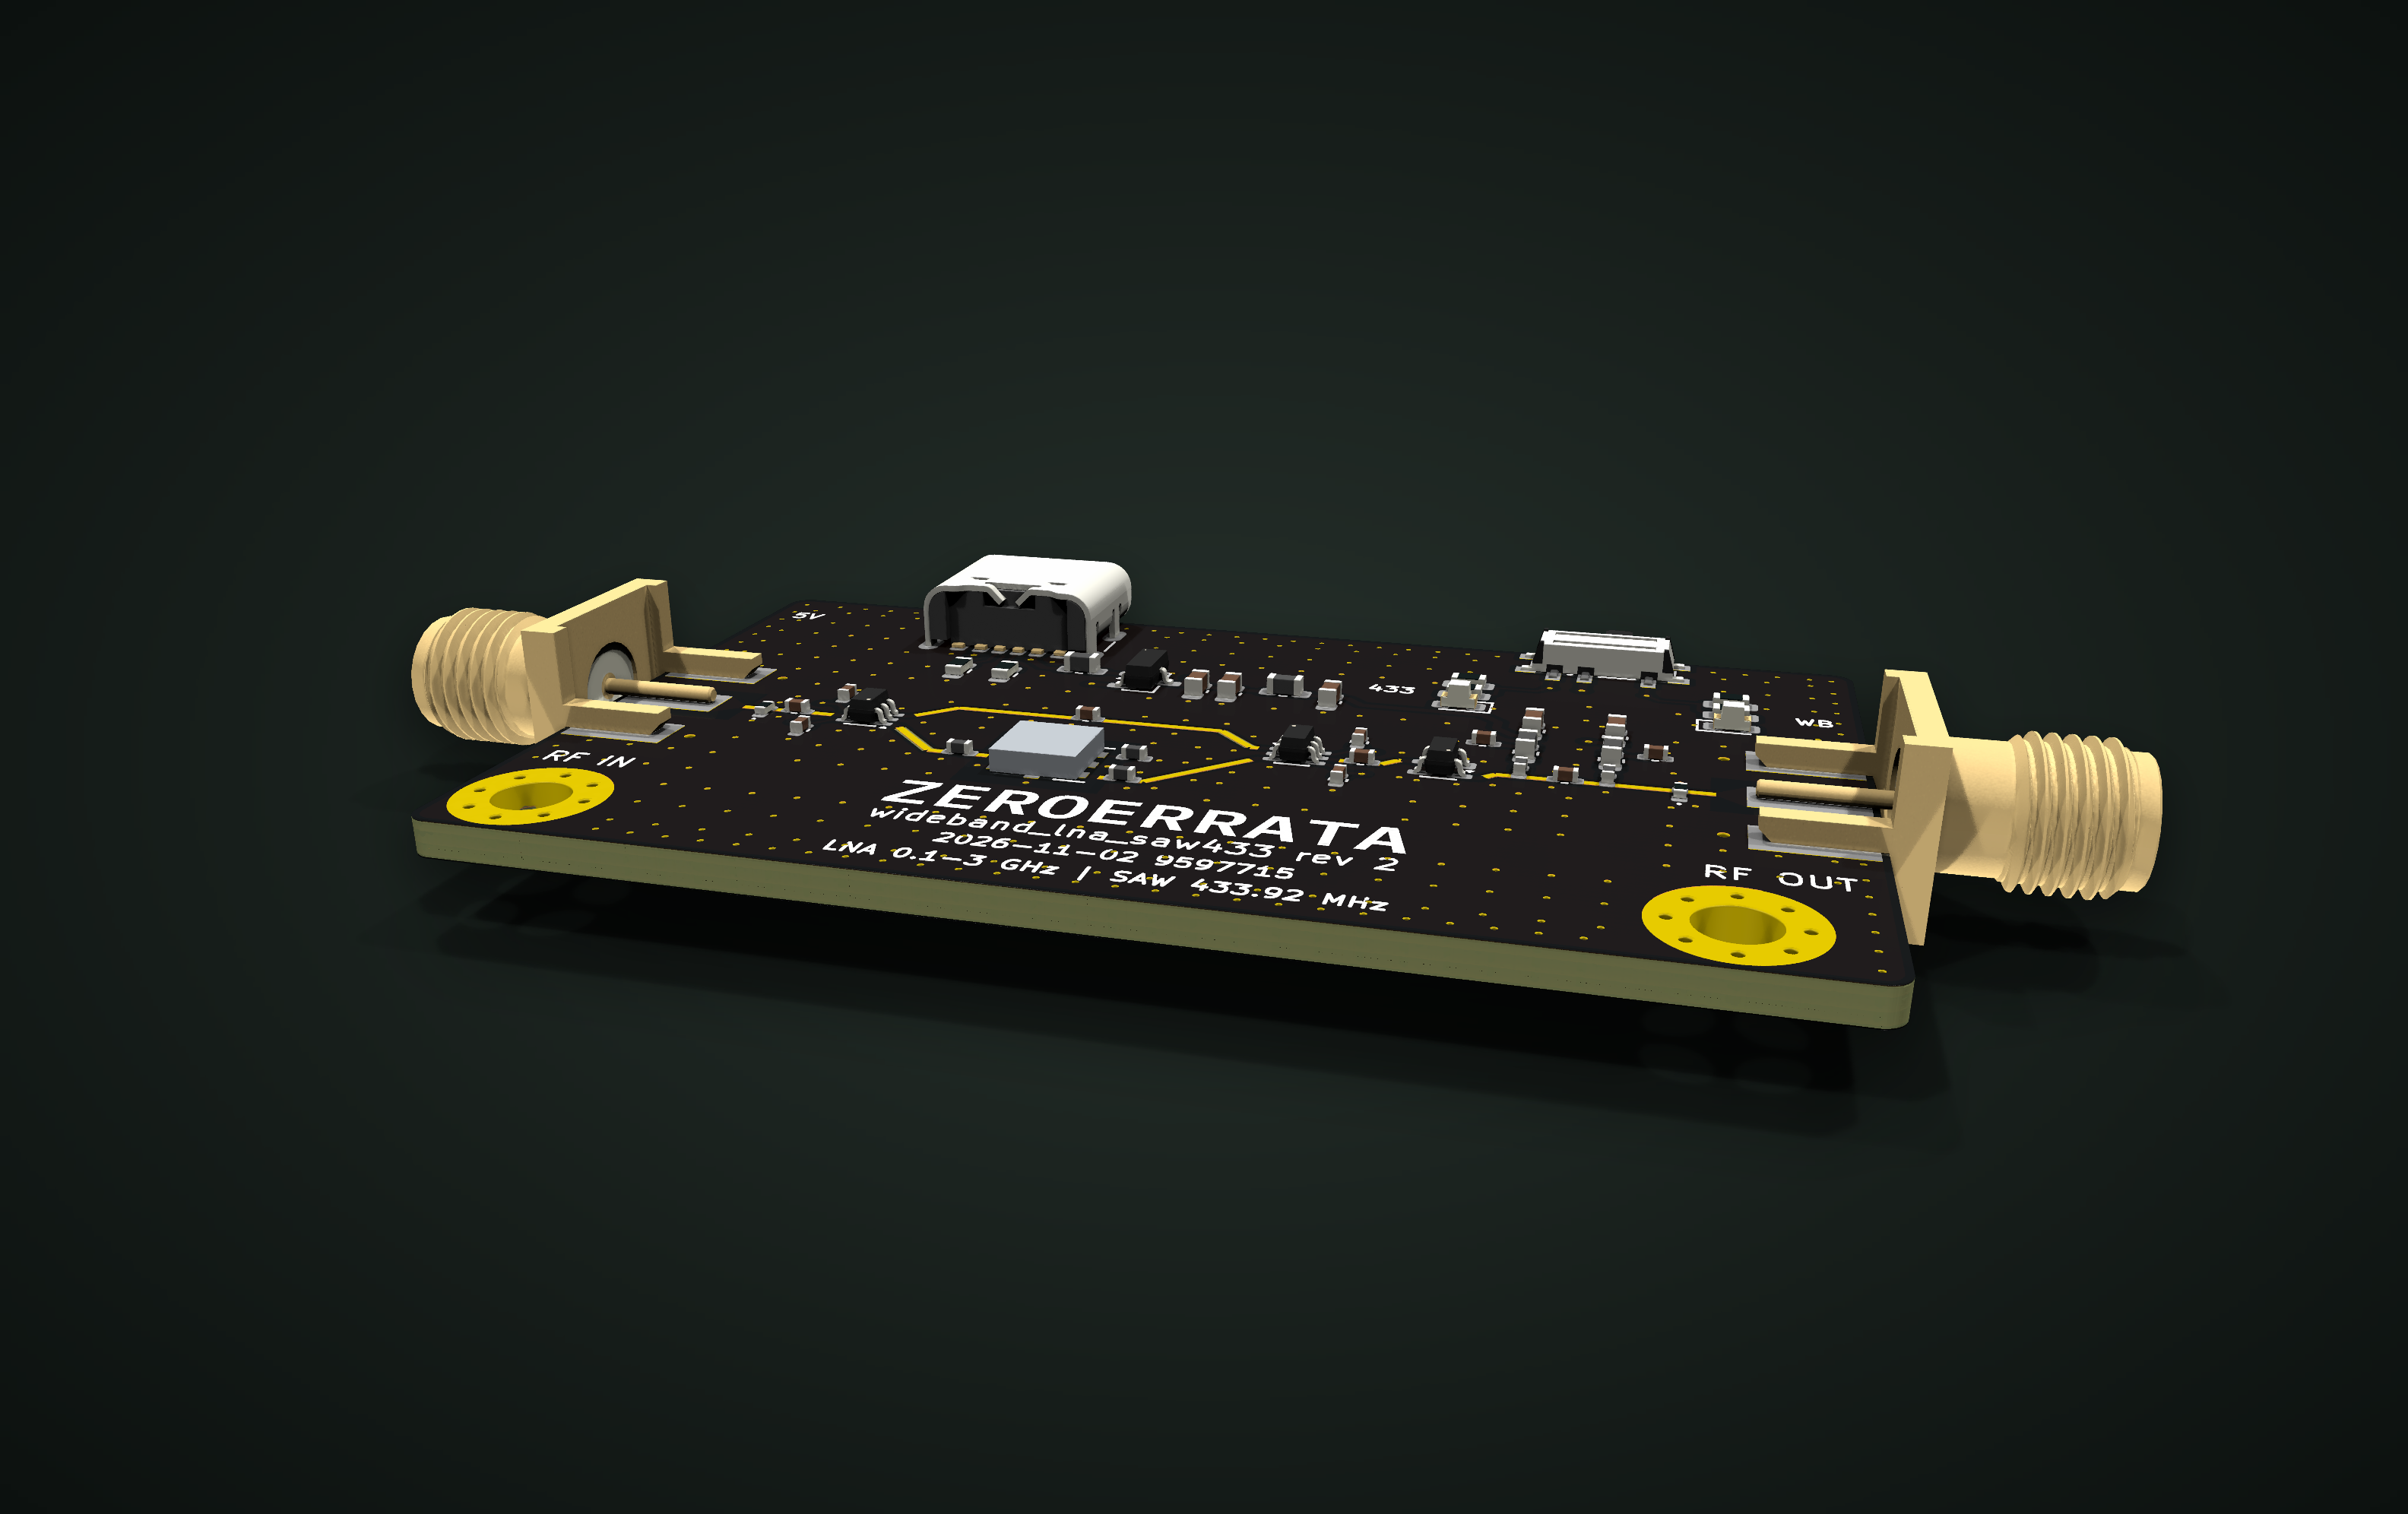 5V
433
WB
RF IN
ZEROERRATA
wideband_lna_saw433 rev 2
2026-11-02 9597715
LNA 0.1-3 GHz | SAW 433.92 MHz
RF OUT